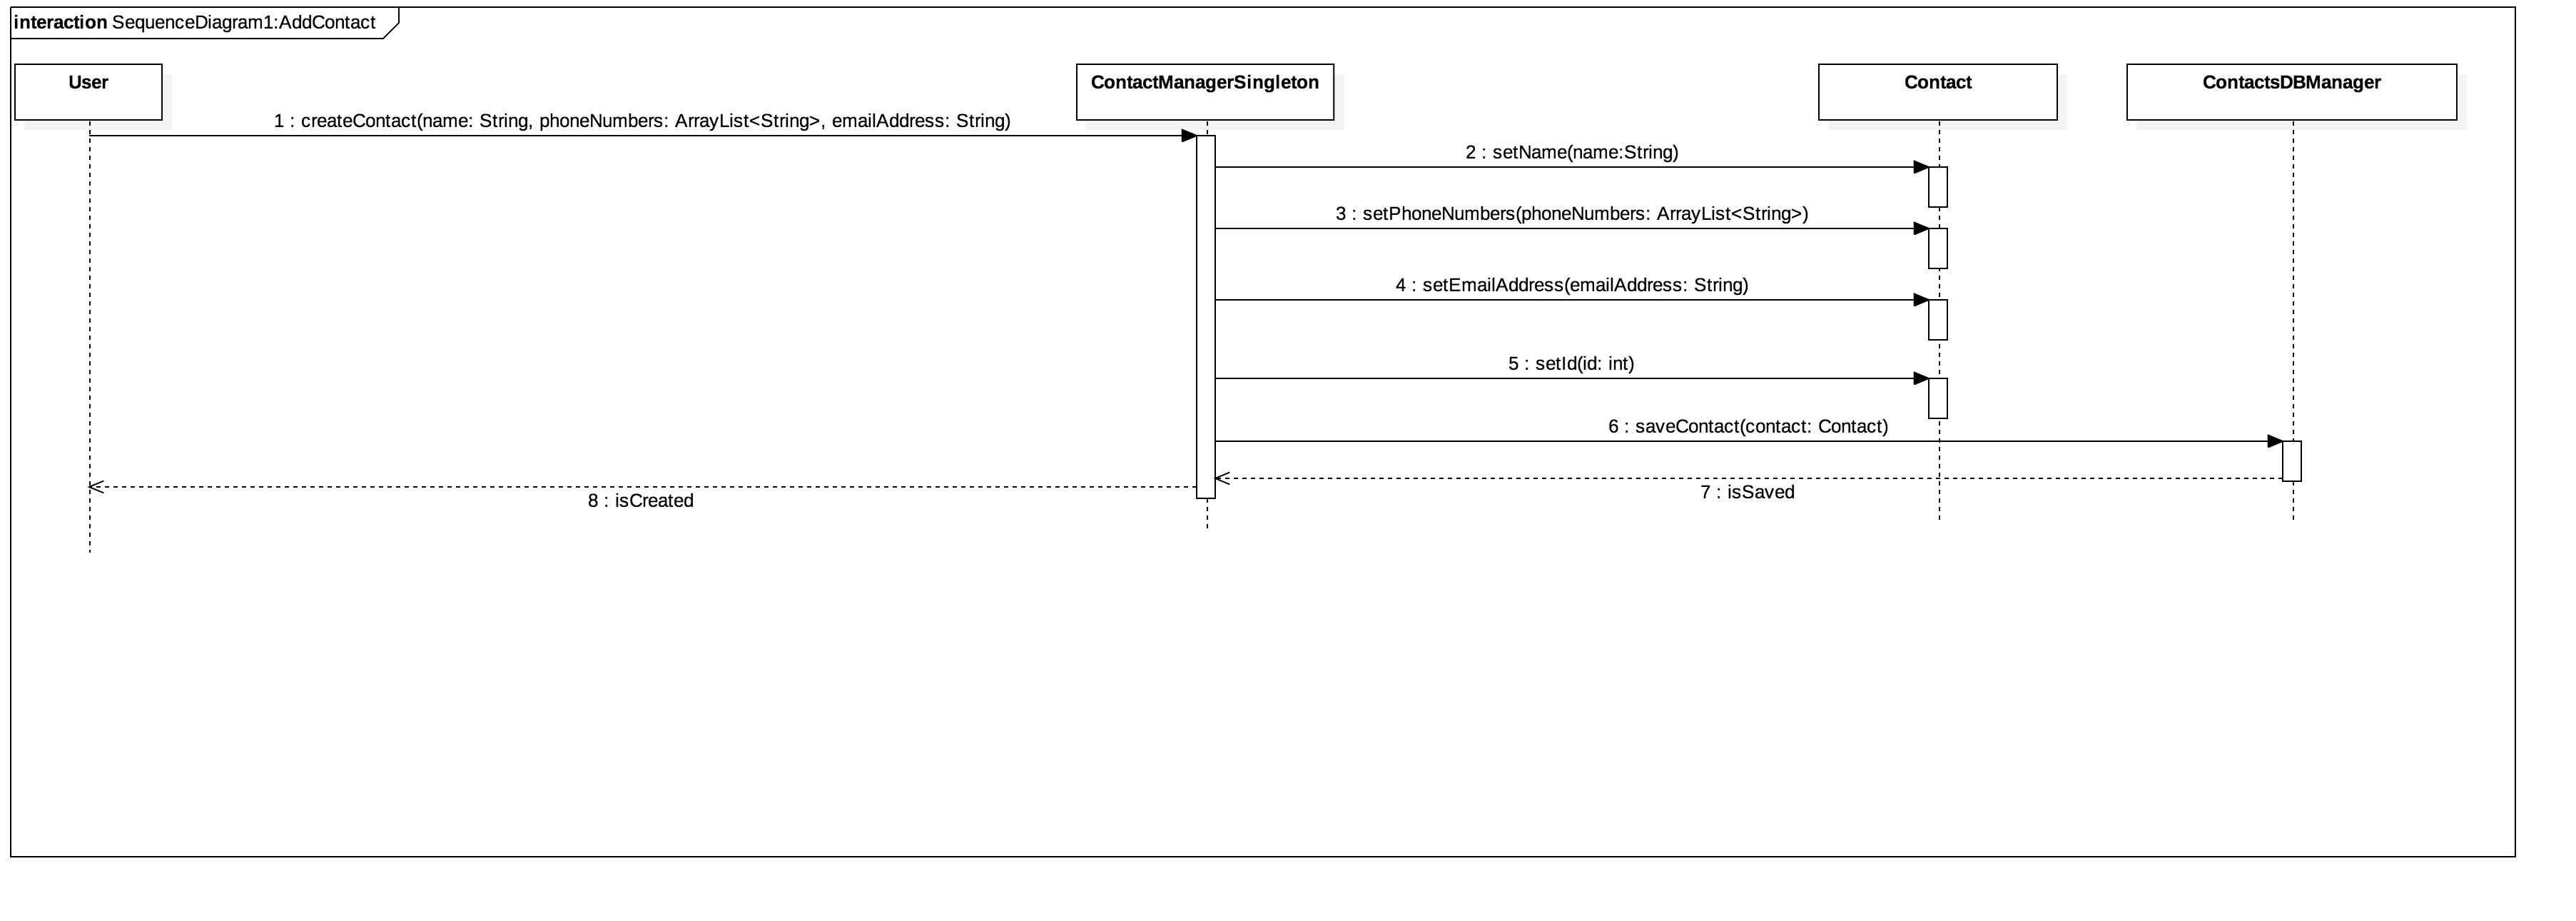 interaction SequenceDiagram1:AddContact
User
ContactManagerSingleton
Contact
ContactsDBManager
1 : createContact(name: String, phoneNumbers: ArrayList<String>, emailAddress: String)
2 : setName(name:String)
3 : setPhoneNumbers(phoneNumbers: ArrayList<String>)
4 : setEmailAddress(emailAddress: String)
5 : setId(id: int)
6 : saveContact(contact: Contact)
7 : isSaved
8 : isCreated